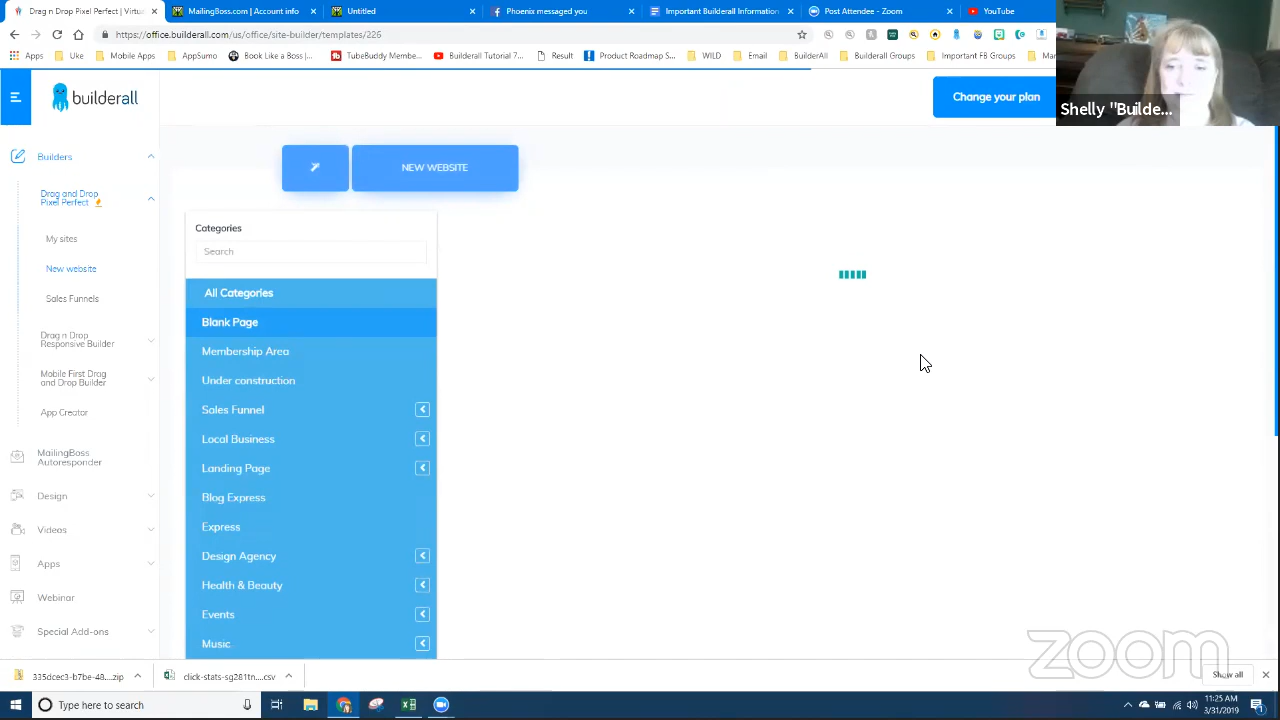 Drag n Drop Pixel Perfect | Virtu
MailingBoss.com | Account info
Untitled
Phoenix messaged you
Important Builderall Information
Post Attendee - Zoom
YouTube
https://office.builderall.com/us/office/site-builder/templates/226
Apps
Uke
Mobile Apps
AppSumo
Book Like a Boss |...
TubeBuddy Membe...
Builderall Tutorial 7...
Result
Product Roadmap S...
WILD
Email
BuilderAll
Builderall Groups
Important FB Groups
Mar
builderall
Change your plan
Shelly "Builde...
Builders
Drag and Drop
Pixel Perfect
My sites
New website
Sales Funnels
Drag n Drop
Responsive Builder
Mobile First Drag
and Drop Builder
App Creator
MailingBoss
Autoresponder
Design
Videos
Apps
Webinar
Special Add-ons
NEW WEBSITE
Categories
Search
All Categories
Blank Page
Membership Area
Under construction
Sales Funnel
Local Business
Landing Page
Blog Express
Express
Design Agency
Health & Beauty
Events
Music
zoom
335dcec3-b7be-48....zip
click-stats-sg281tne....csv
Show all
Type here to search
11:25 AM
3/31/2019